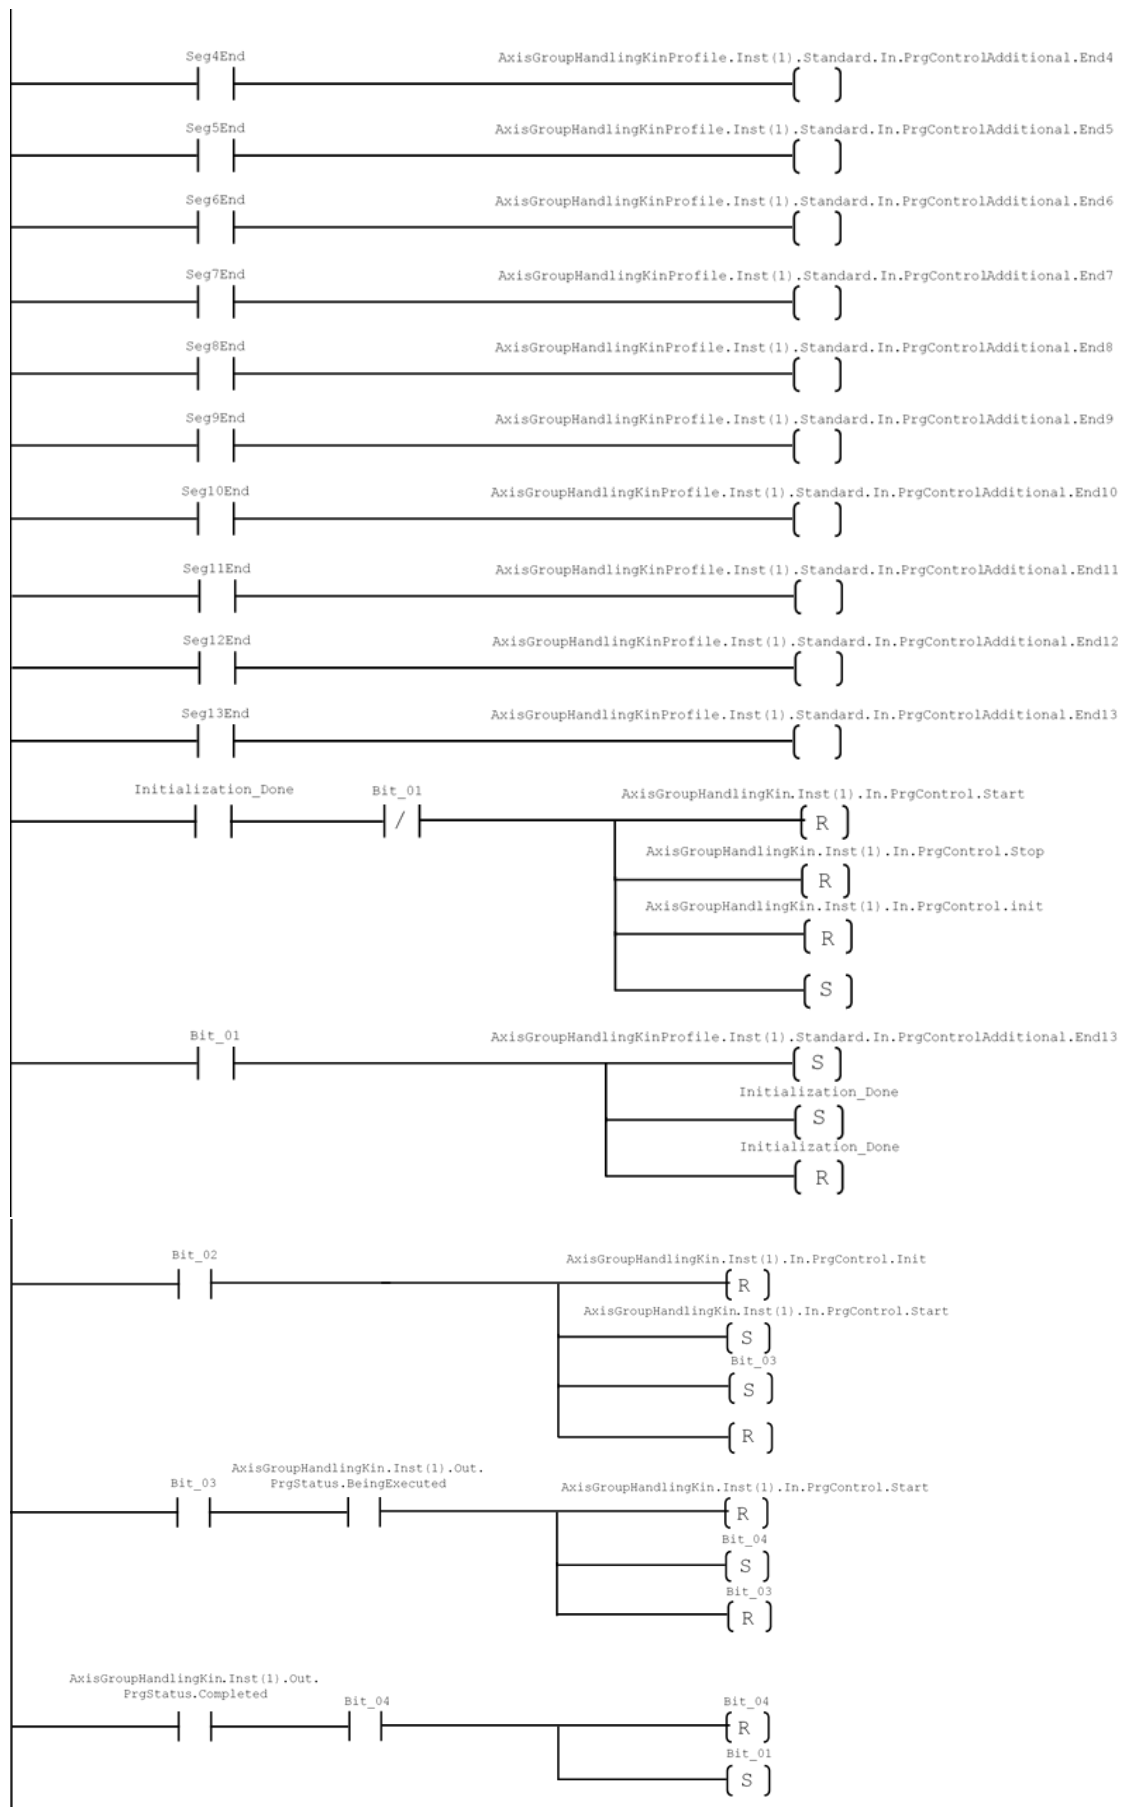 Seg4End AxisGroupHandlingKinProfile.Inst(1).Standard.In.PrgControlAdditional.End4
Seg5End AxisGroupHandlingKinProfile.Inst(1).Standard.In.PrgControlAdditional.End5
Seg6End AxisGroupHandlingKinProfile.Inst(1).Standard.In.PrgControlAdditional.End6
Seg7End AxisGroupHandlingKinProfile.Inst(1).Standard.In.PrgControlAdditional.End7
Seg8End AxisGroupHandlingKinProfile.Inst(1).Standard.In.PrgControlAdditional.End8
Seg9End AxisGroupHandlingKinProfile.Inst(1).Standard.In.PrgControlAdditional.End9
Seg10End AxisGroupHandlingKinProfile.Inst(1).Standard.In.PrgControlAdditional.End10
Seg11End AxisGroupHandlingKinProfile.Inst(1).Standard.In.PrgControlAdditional.End11
Seg12End AxisGroupHandlingKinProfile.Inst(1).Standard.In.PrgControlAdditional.End12
Seg13End AxisGroupHandlingKinProfile.Inst(1).Standard.In.PrgControlAdditional.End13
Initialization_Done Bit_01 AxisGroupHandlingKin.Inst(1).In.PrgControl.Start
/ R
AxisGroupHandlingKin.Inst(1).In.PrgControl.Stop
R
AxisGroupHandlingKin.Inst(1).In.PrgControl.init
R
S
Bit_01 AxisGroupHandlingKinProfile.Inst(1).Standard.In.PrgControlAdditional.End13
S
Initialization_Done
S
Initialization_Done
R
Bit_02 AxisGroupHandlingKin.Inst(1).In.PrgControl.Init
R
AxisGroupHandlingKin.Inst(1).In.PrgControl.Start
S
Bit_03
S
R
AxisGroupHandlingKin.Inst(1).Out.
Bit_03 PrgStatus.BeingExecuted AxisGroupHandlingKin.Inst(1).In.PrgControl.Start
R
Bit_04
S
Bit_03
R
AxisGroupHandlingKin.Inst(1).Out.
PrgStatus.Completed Bit_04 Bit_04
R
Bit_01
S